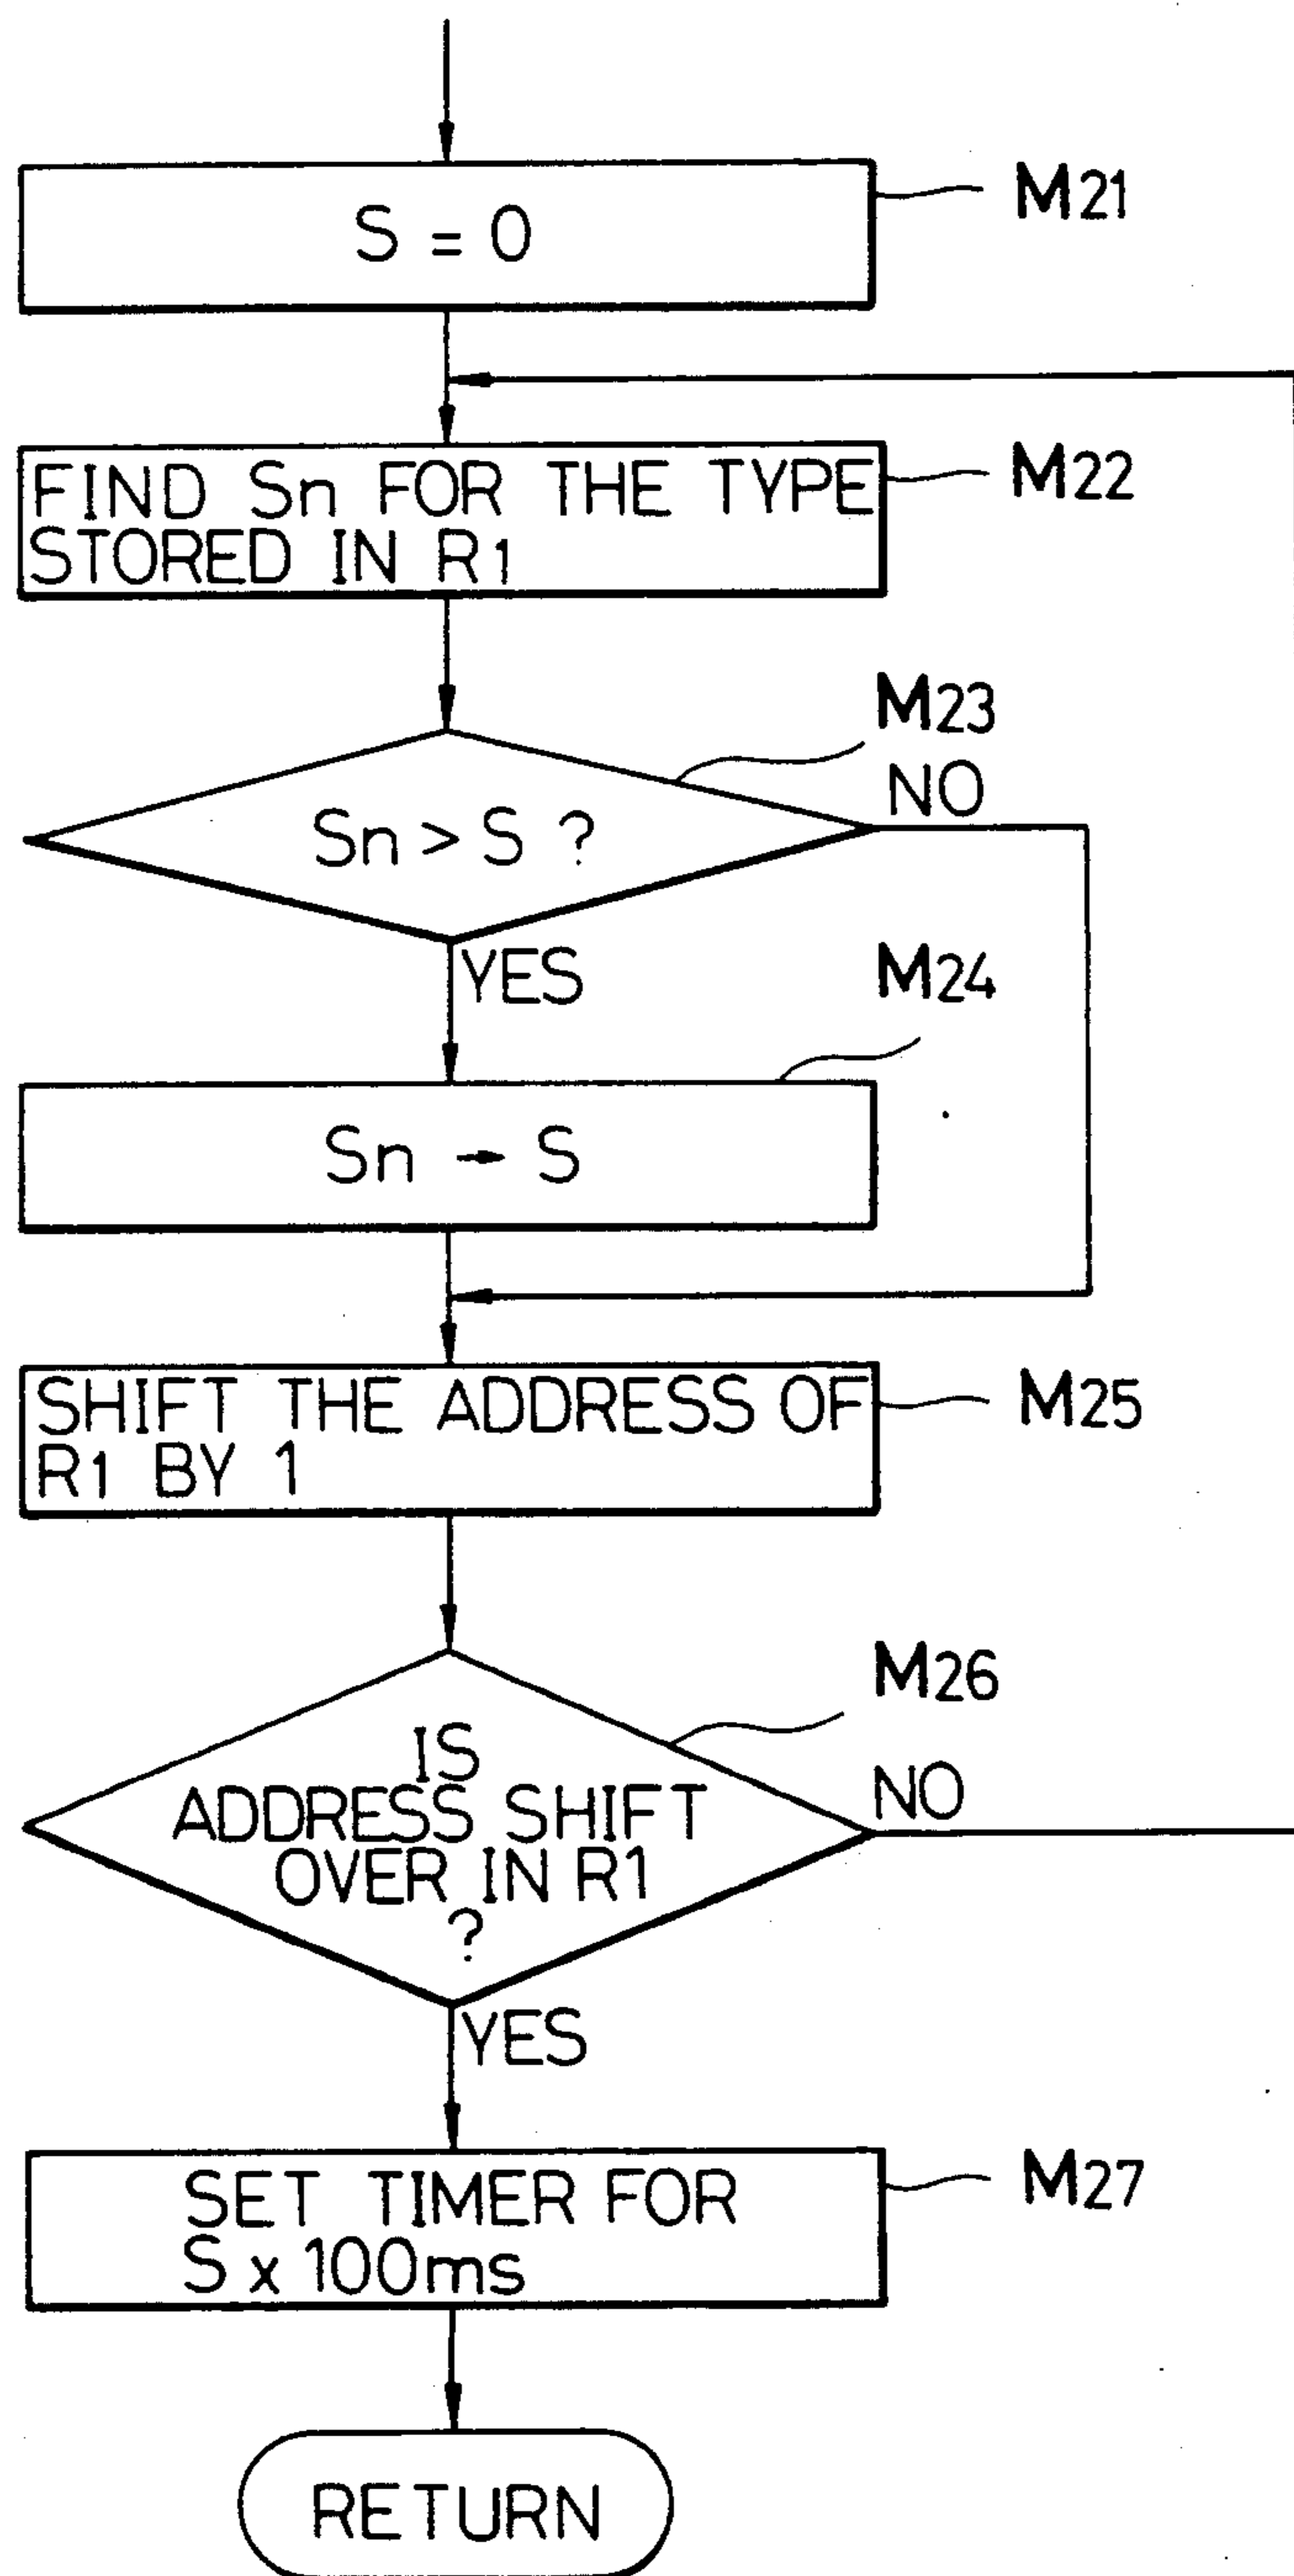 M21
S = 0
FIND Sn FOR THE TYPE
STORED IN R1
M22
M23
NO
Sn > S ?
YES
M24
Sn → S
SHIFT THE ADDRESS OF
R1 BY 1
M25
M26
IS
ADDRESS SHIFT
OVER IN R1
?
NO
YES
SET TIMER FOR
S x 100ms
M27
RETURN